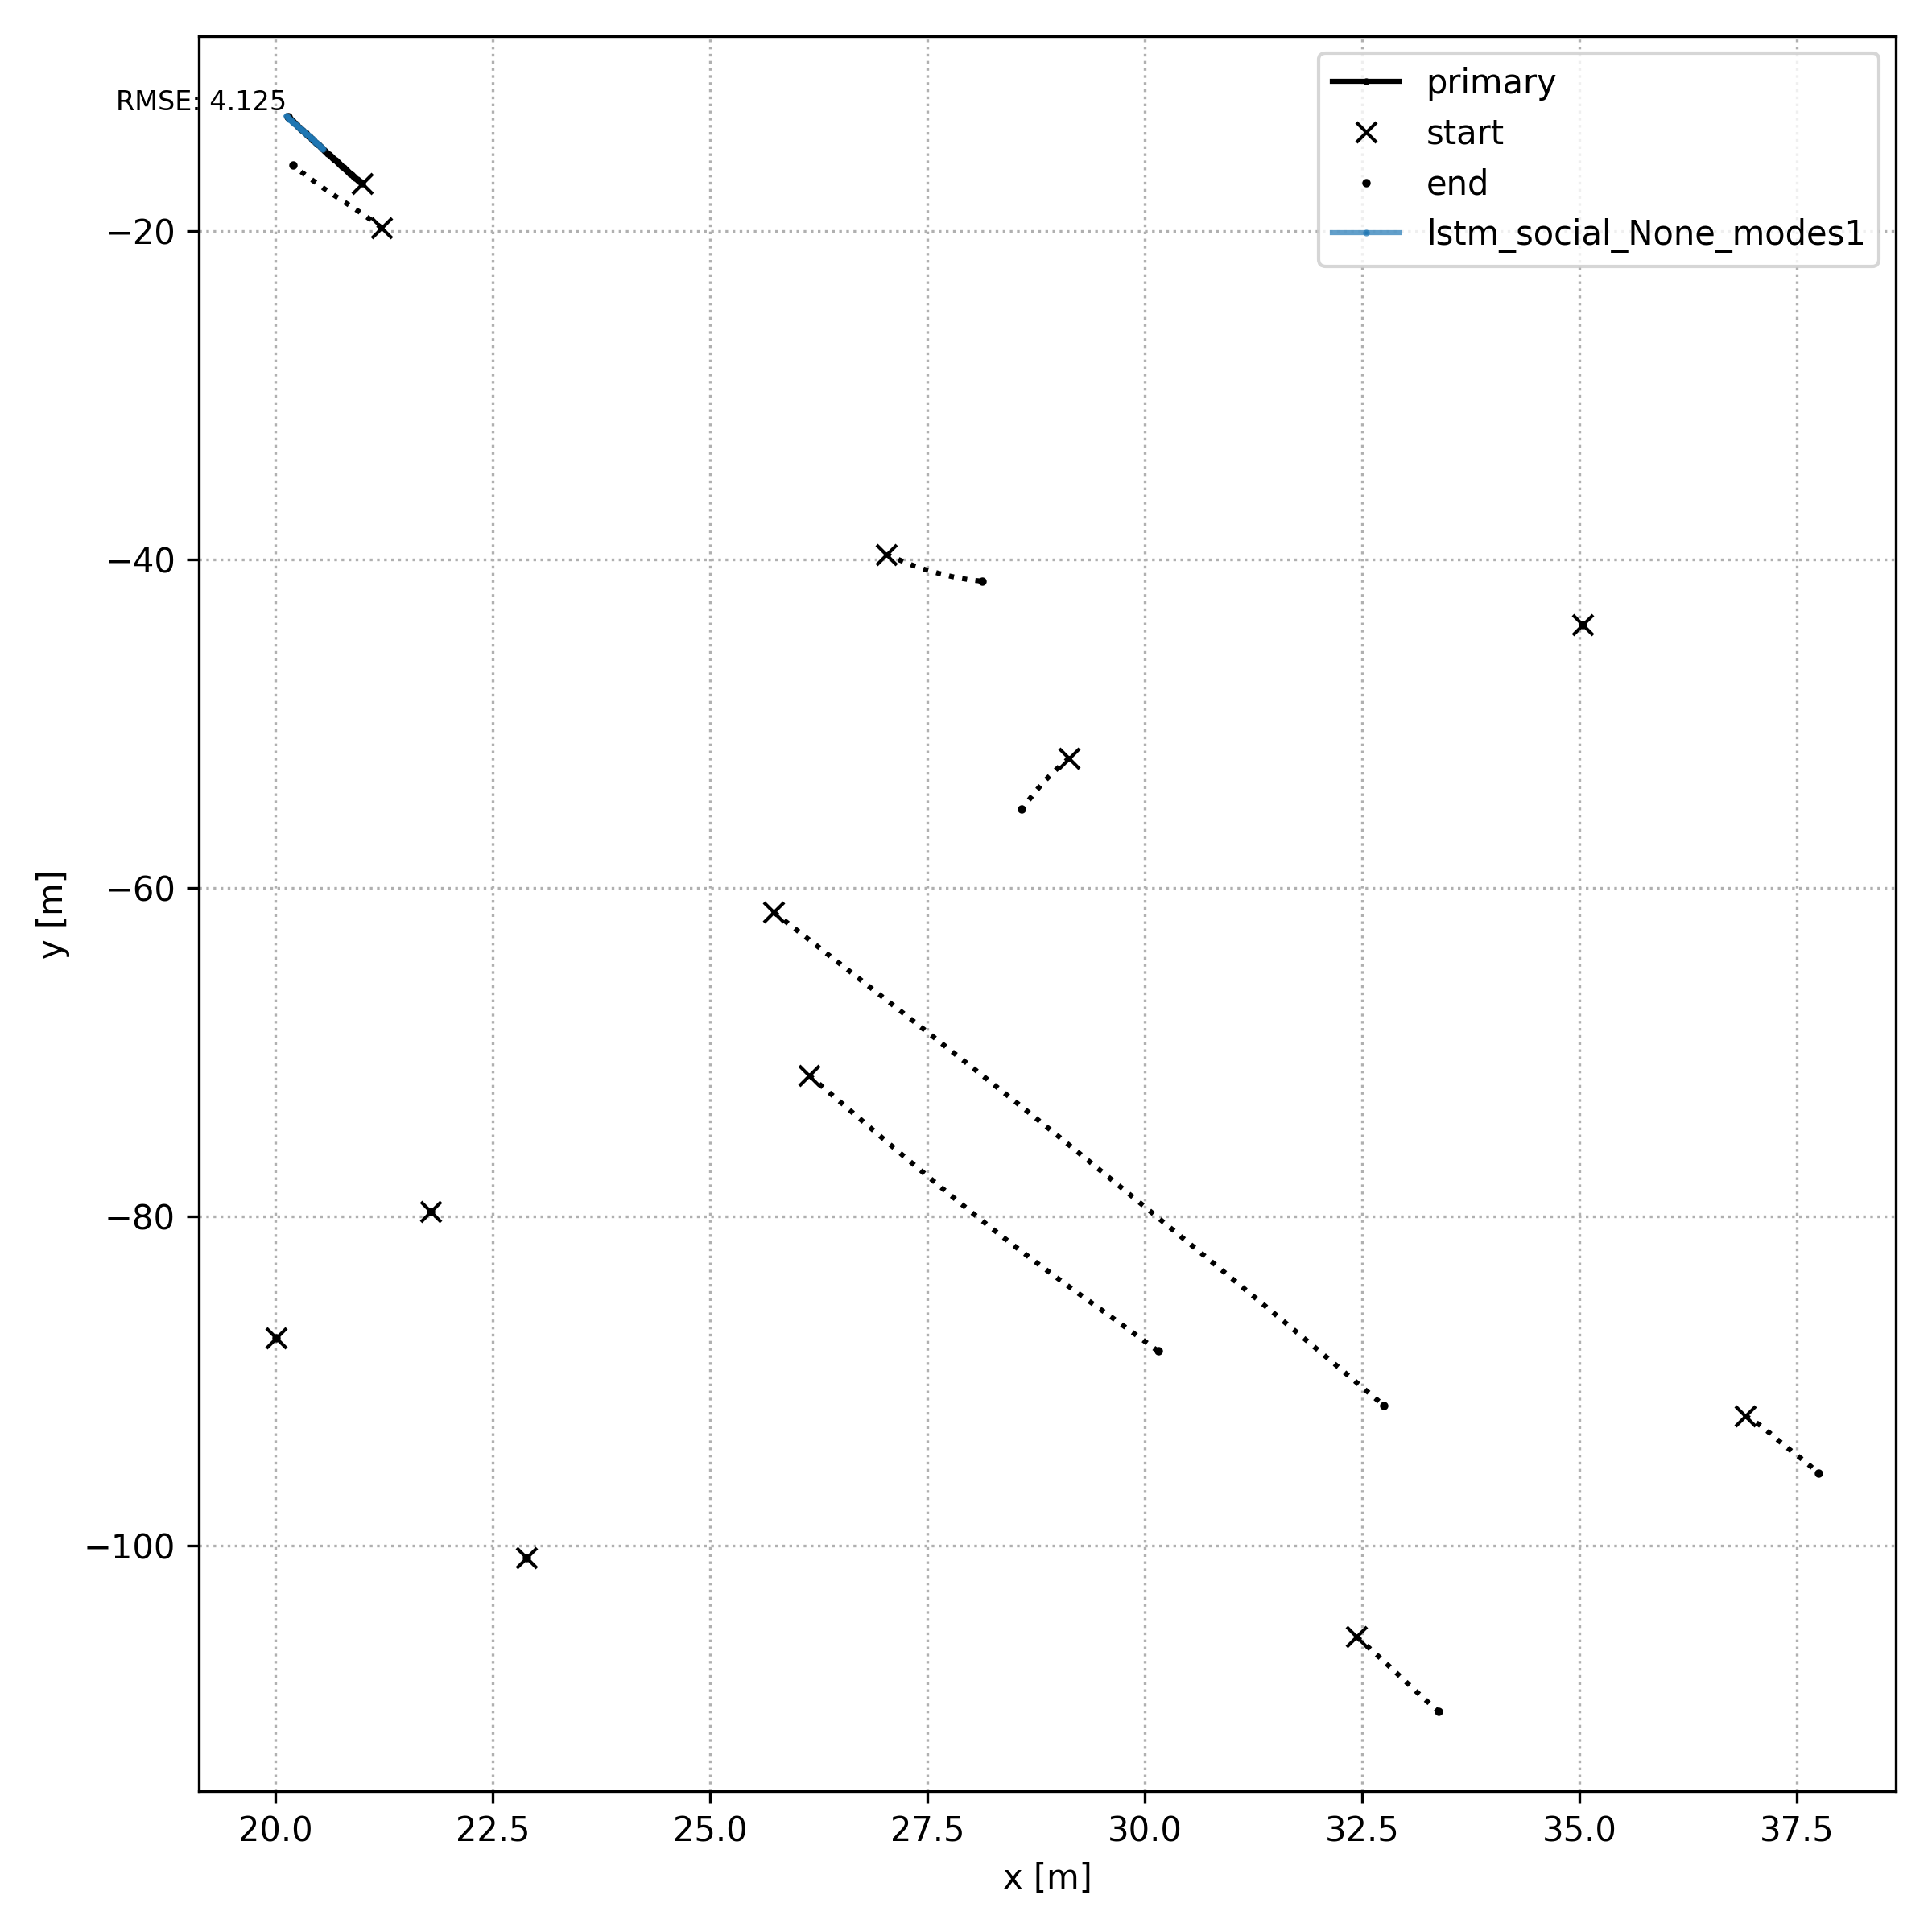 RMSE: 4.125
primary
start
end
lstm_social_None_modes1
−20
−40
−60
−80
−100
y [m]
20.0 22.5 25.0 27.5 30.0 32.5 35.0 37.5
x [m]